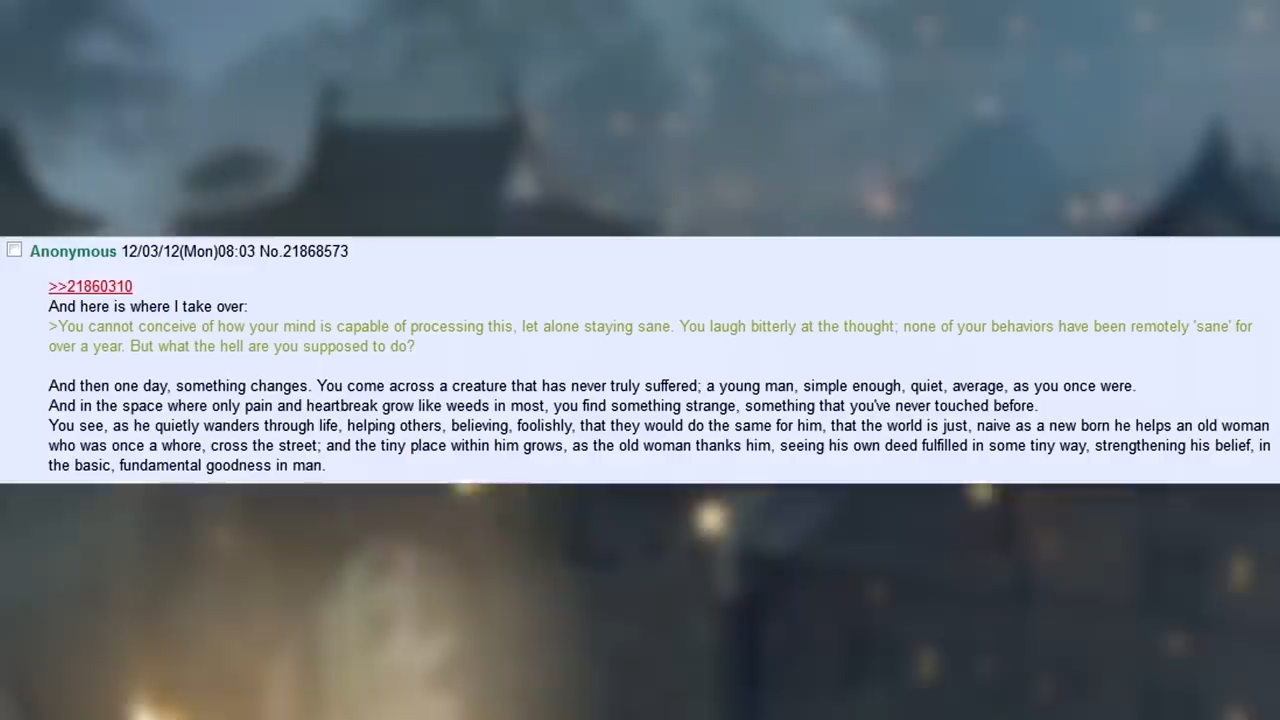 Anonymous 12/03/12(Mon)08:03 No.21868573
>>21860310
And here is where I take over:
>You cannot conceive of how your mind is capable of processing this, let alone staying sane. You laugh bitterly at the thought; none of your behaviors have been remotely 'sane' for
over a year. But what the hell are you supposed to do?
And then one day, something changes. You come across a creature that has never truly suffered; a young man, simple enough, quiet, average, as you once were.
And in the space where only pain and heartbreak grow like weeds in most, you find something strange, something that you've never touched before.
You see, as he quietly wanders through life, helping others, believing, foolishly, that they would do the same for him, that the world is just, naive as a new born he helps an old woman
who was once a whore, cross the street; and the tiny place within him grows, as the old woman thanks him, seeing his own deed fulfilled in some tiny way, strengthening his belief, in
the basic, fundamental goodness in man.